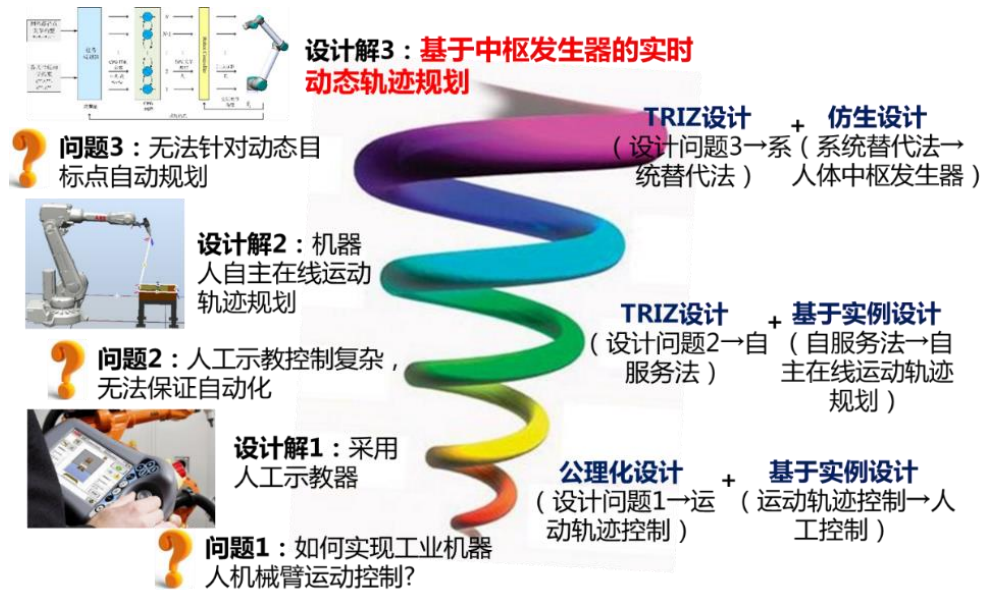 设计解3：基于中枢发生器的实时
动态轨迹规划
TRIZ设计
（设计问题3→系
统替代法）
+
仿生设计
（系统替代法→
人体中枢发生器）
问题3：无法针对动态目
标点自动规划
设计解2：机器
人自主在线运动
轨迹规划
TRIZ设计
（设计问题2→自
服务法）
+
基于实例设计
（自服务法→自
主在线运动轨迹
规划）
问题2：人工示教控制复杂，
无法保证自动化
设计解1：采用
人工示教器
公理化设计
（设计问题1→运
动轨迹控制）
+
基于实例设计
（运动轨迹控制→人
工控制）
问题1：如何实现工业机器
人机械臂运动控制?